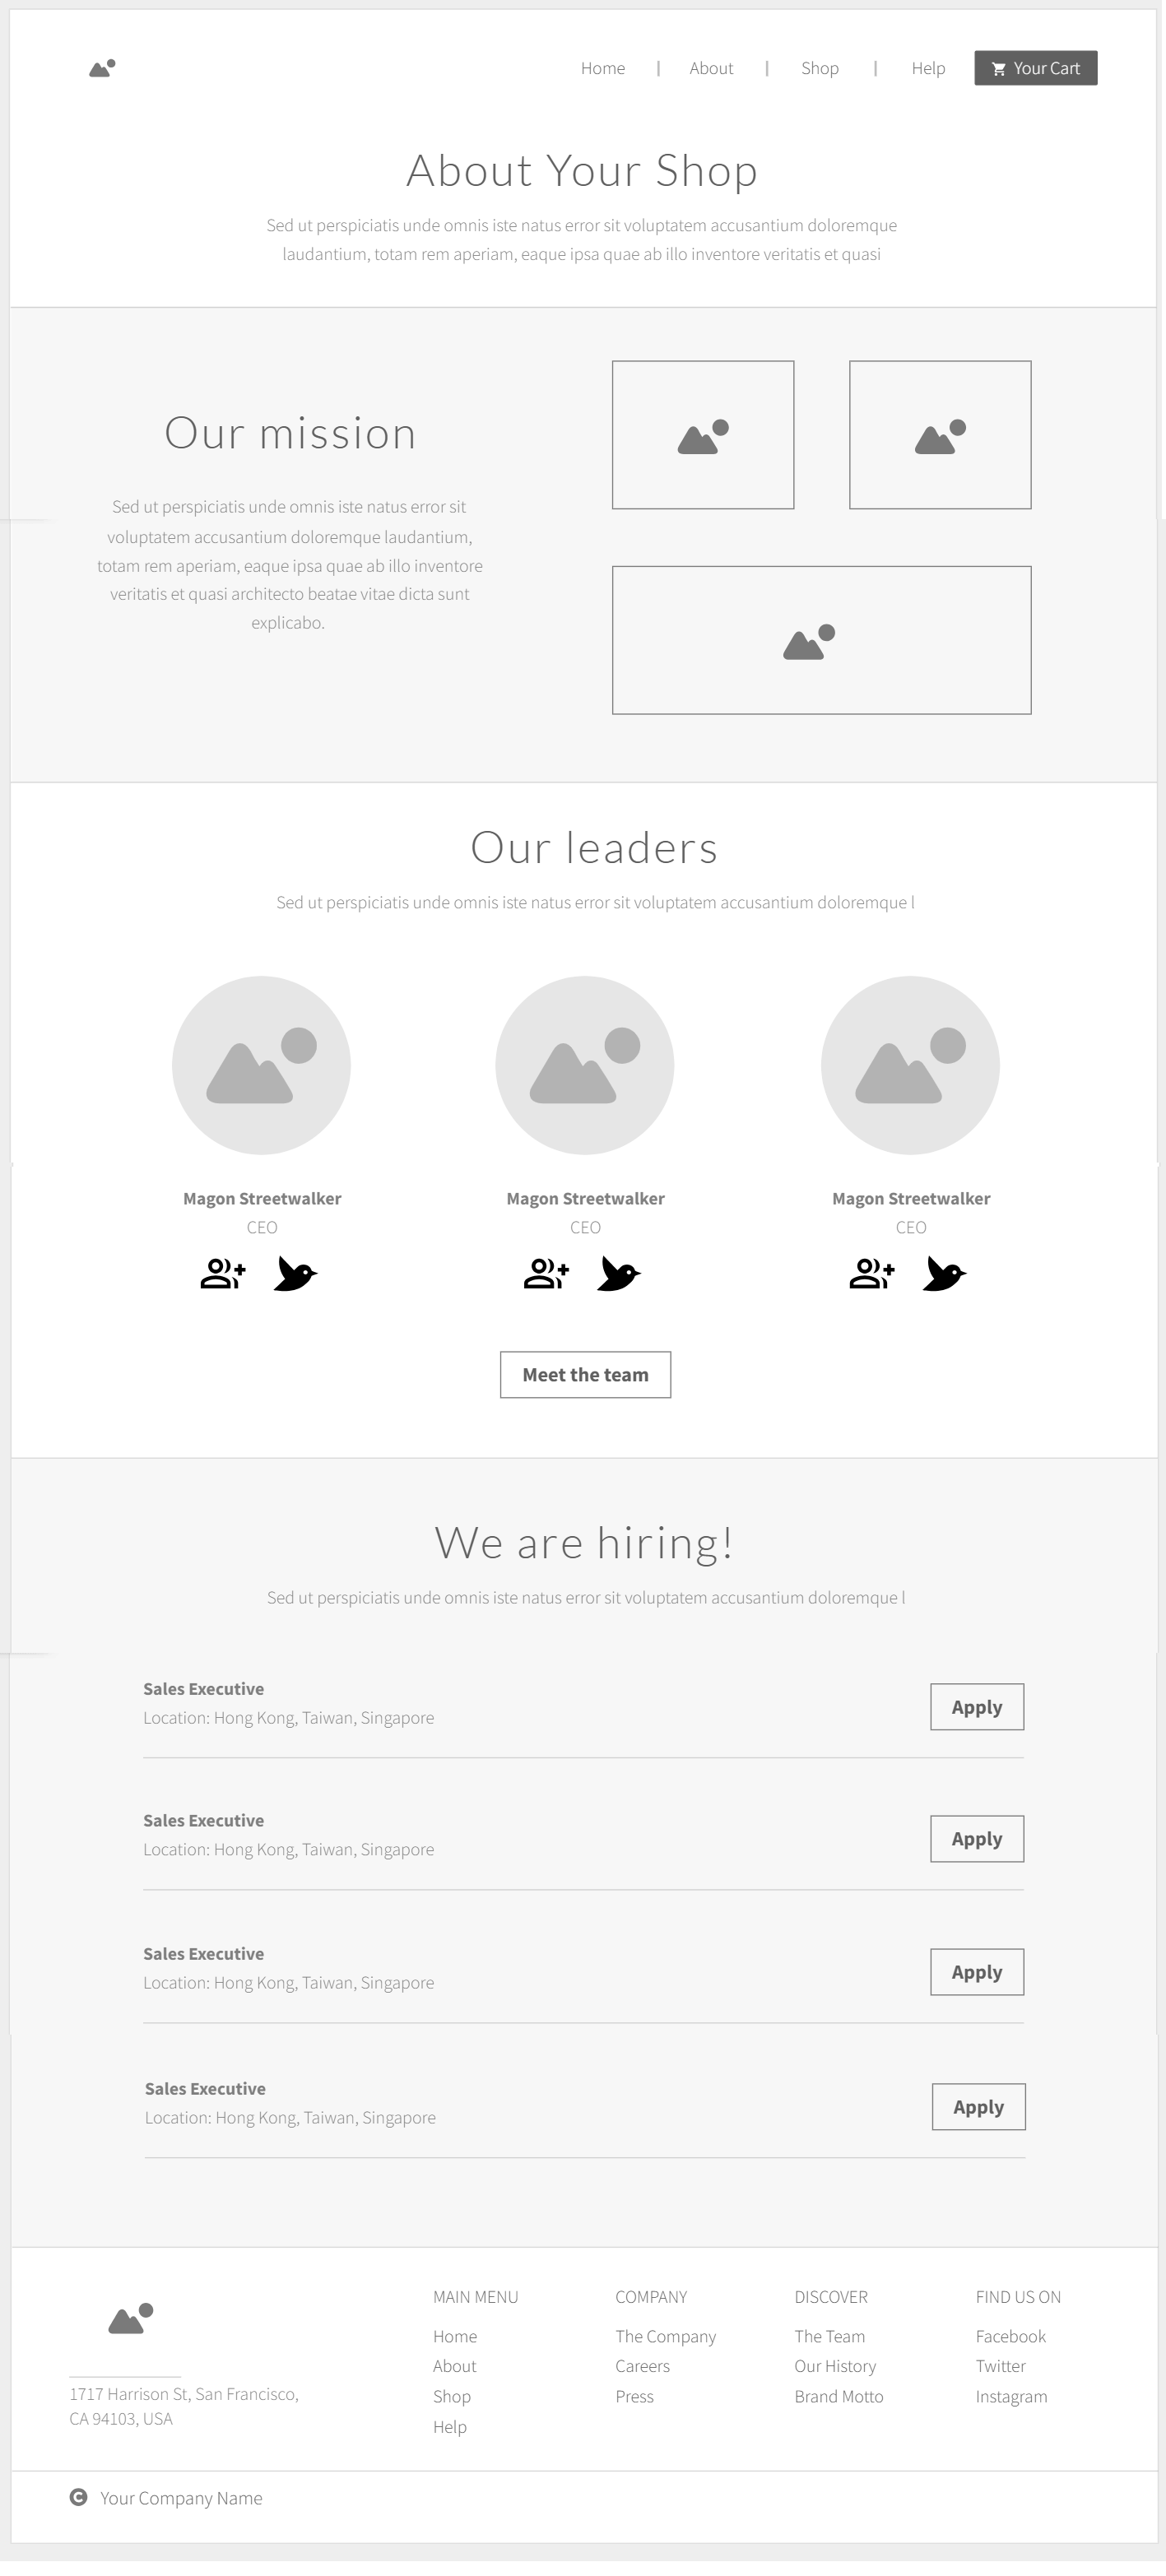 Home | About | Shop | Help Your Cart
About Your Shop
Sed ut perspiciatis unde omnis iste natus error sit voluptatem accusantium doloremque
laudantium, totam rem aperiam, eaque ipsa quae ab illo inventore veritatis et quasi
Our mission
Sed ut perspiciatis unde omnis iste natus error sit
voluptatem accusantium doloremque laudantium,
totam rem aperiam, eaque ipsa quae ab illo inventore
veritatis et quasi architecto beatae vitae dicta sunt
explicabo.
Our leaders
Sed ut perspiciatis unde omnis iste natus error sit voluptatem accusantium doloremque l
Magon Streetwalker
CEO
Magon Streetwalker
CEO
Magon Streetwalker
CEO
Meet the team
We are hiring!
Sed ut perspiciatis unde omnis iste natus error sit voluptatem accusantium doloremque l
Sales Executive
Location: Hong Kong, Taiwan, Singapore
Apply
Sales Executive
Location: Hong Kong, Taiwan, Singapore
Apply
Sales Executive
Location: Hong Kong, Taiwan, Singapore
Apply
Sales Executive
Location: Hong Kong, Taiwan, Singapore
Apply
1717 Harrison St, San Francisco,
CA 94103, USA
MAIN MENU
Home
About
Shop
Help
COMPANY
The Company
Careers
Press
DISCOVER
The Team
Our History
Brand Motto
FIND US ON
Facebook
Twitter
Instagram
© Your Company Name